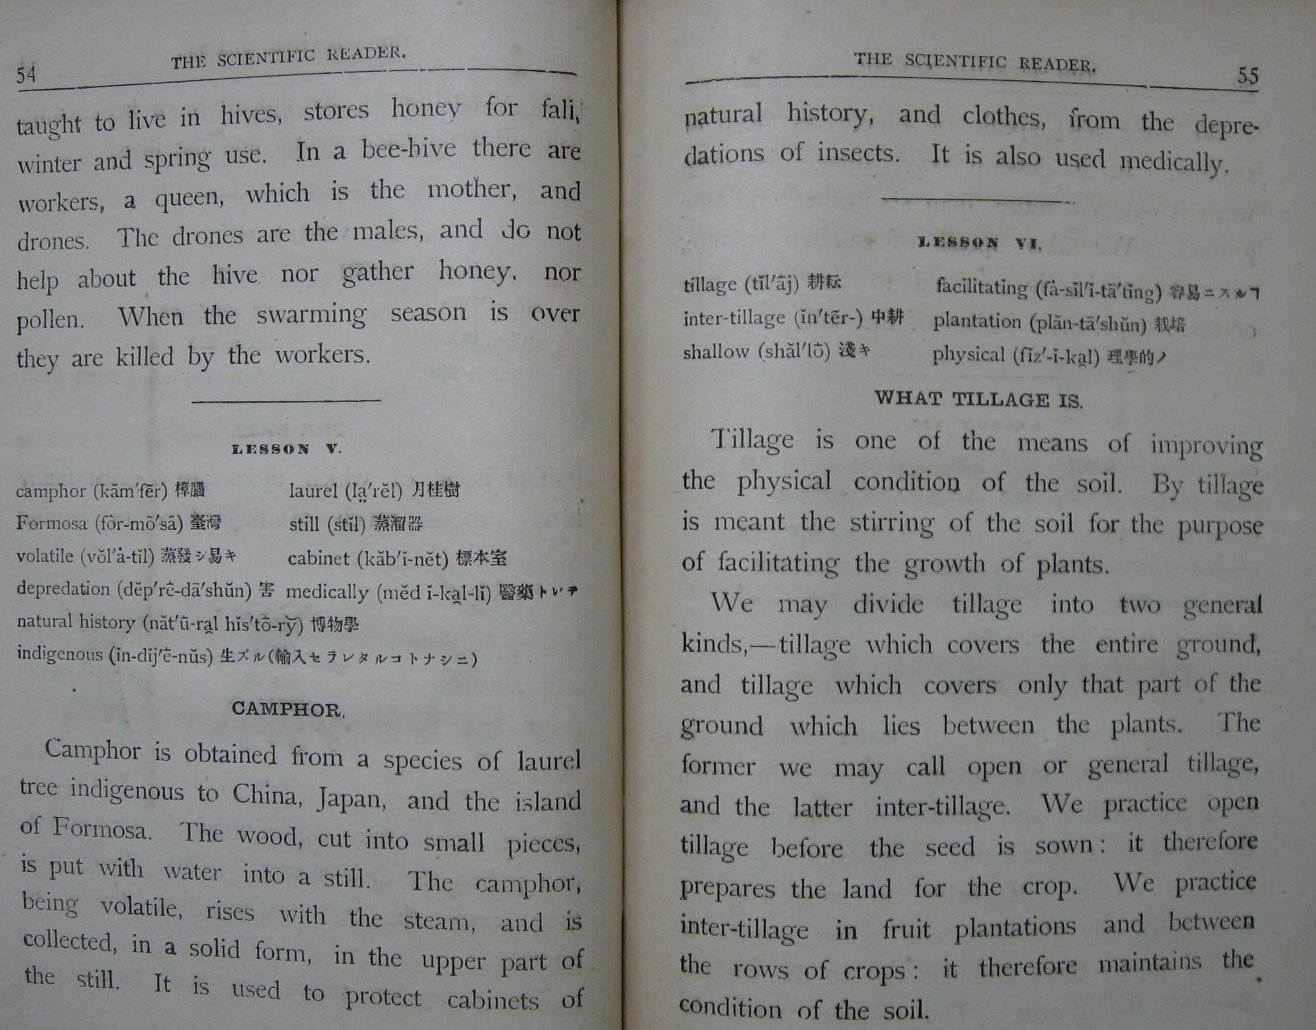 54
THE SCIENTIFIC READER.
taught to live in hives, stores honey for fall,
winter and spring use. In a bee-hive there are
workers, a queen, which is the mother, and
drones. The drones are the males, and do not
help about the hive nor gather honey, nor
pollen. When the swarming season is over
they are killed by the workers.
LESSON V.
camphor (kăm′fẽr) 樟腦
laurel (la̤′rĕl) 月桂樹
Formosa (fôr-mō′sā) 臺灣
still (stĭl) 蒸溜器
volatile (vŏl′ȧ-tĭl) 蒸發シ易キ
cabinet (kăb′ĭ-nĕt) 標本室
depredation (dĕp′rē̇-dā′shŭn) 害
medically (mĕd ĭ-ka̤l-lĭ) 醫藥トシテ
natural history (năt′û-ra̤l hĭs′tō̇-ry̆) 博物學
indigenous (ĭn-dĭj′ē̇-nŭs) 生ズル(輸入セラレタルコトナシニ)
CAMPHOR.
Camphor is obtained from a species of laurel
tree indigenous to China, Japan, and the island
of Formosa. The wood, cut into small pieces,
is put with water into a still. The camphor,
being volatile, rises with the steam, and is
collected, in a solid form, in the upper part of
the still. It is used to protect cabinets of
THE SCIENTIFIC READER.
55
natural history, and clothes, from the depre-
dations of insects. It is also used medically.
LESSON VI.
tillage (tĭl′ā̇j) 耕耘
facilitating (fȧ-sĭl′ĭ-tā′tĭng) 容易ニスルヿ
inter-tillage (ĭn′tẽr-) 中耕
plantation (plăn-tā′shŭn) 栽培
shallow (shăl′lō̇) 淺キ
physical (fĭz′-ĭ-ka̤l) 理學的ノ
WHAT TILLAGE IS.
Tillage is one of the means of improving
the physical condition of the soil. By tillage
is meant the stirring of the soil for the purpose
of facilitating the growth of plants.
We may divide tillage into two general
kinds,—tillage which covers the entire ground,
and tillage which covers only that part of the
ground which lies between the plants. The
former we may call open or general tillage,
and the latter inter-tillage. We practice open
tillage before the seed is sown: it therefore
prepares the land for the crop. We practice
inter-tillage in fruit plantations and between
the rows of crops: it therefore maintains the
condition of the soil.